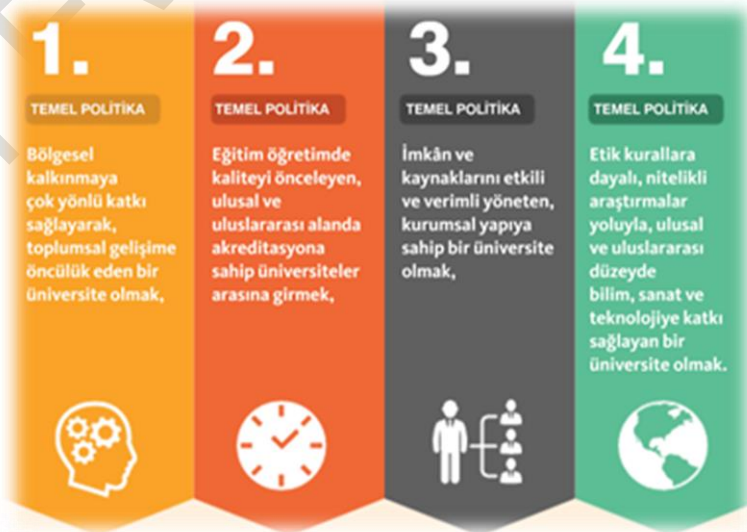 1.
TEMEL POLİTİKA
Bölgesel
kalkınmaya
çok yönlü katkı
sağlayarak,
toplumsal gelişime
öncülük eden bir
üniversite olmak,
2.
TEMEL POLİTİKA
Eğitim öğretimde
kaliteyi önceleyen,
ulusal ve
uluslararası alanda
akreditasyona
sahip üniversiteler
arasına girmek,
3.
TEMEL POLİTİKA
İmkân ve
kaynaklarını etkili
ve verimli yöneten,
kurumsal yapıya
sahip bir üniversite
olmak,
4.
TEMEL POLİTİKA
Etik kurallara
dayalı, nitelikli
araştırmalar
yoluyla, ulusal
ve uluslararası
düzeyde
bilim, sanat ve
teknolojiye katkı
sağlayan bir
üniversite olmak.